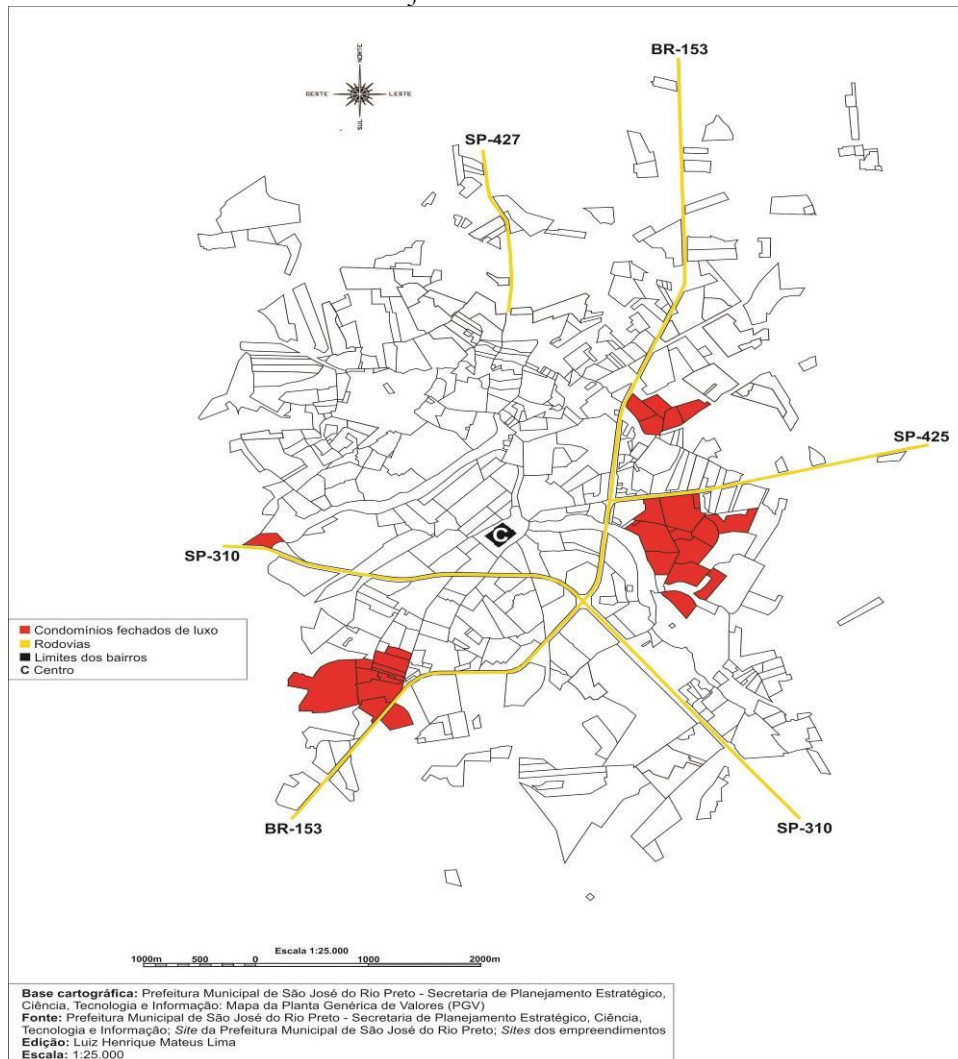 BR-153
NORTE
OESTE
LESTE
SUL
SP-427
SP-425
C
SP-310
Condomínios fechados de luxo
Rodovias
Limites dos bairros
C Centro
BR-153
SP-310
Escala 1:25.000
1000m 500 0 1000 2000m
Base cartográfica: Prefeitura Municipal de São José do Rio Preto - Secretaria de Planejamento Estratégico,
Ciência, Tecnologia e Informação: Mapa da Planta Genérica de Valores (PGV)
Fonte: Prefeitura Municipal de São José do Rio Preto - Secretaria de Planejamento Estratégico, Ciência,
Tecnologia e Informação; Site da Prefeitura Municipal de São José do Rio Preto; Sites dos empreendimentos
Edição: Luiz Henrique Mateus Lima
Escala: 1:25.000